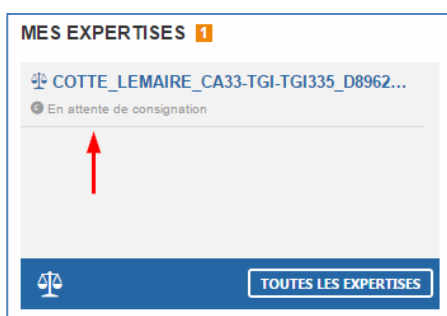 MES EXPERTISES 1
COTTE_LEMAIRE_CA33-TGI-TGI335_D8962...
C En attente de consignation
TOUTES LES EXPERTISES